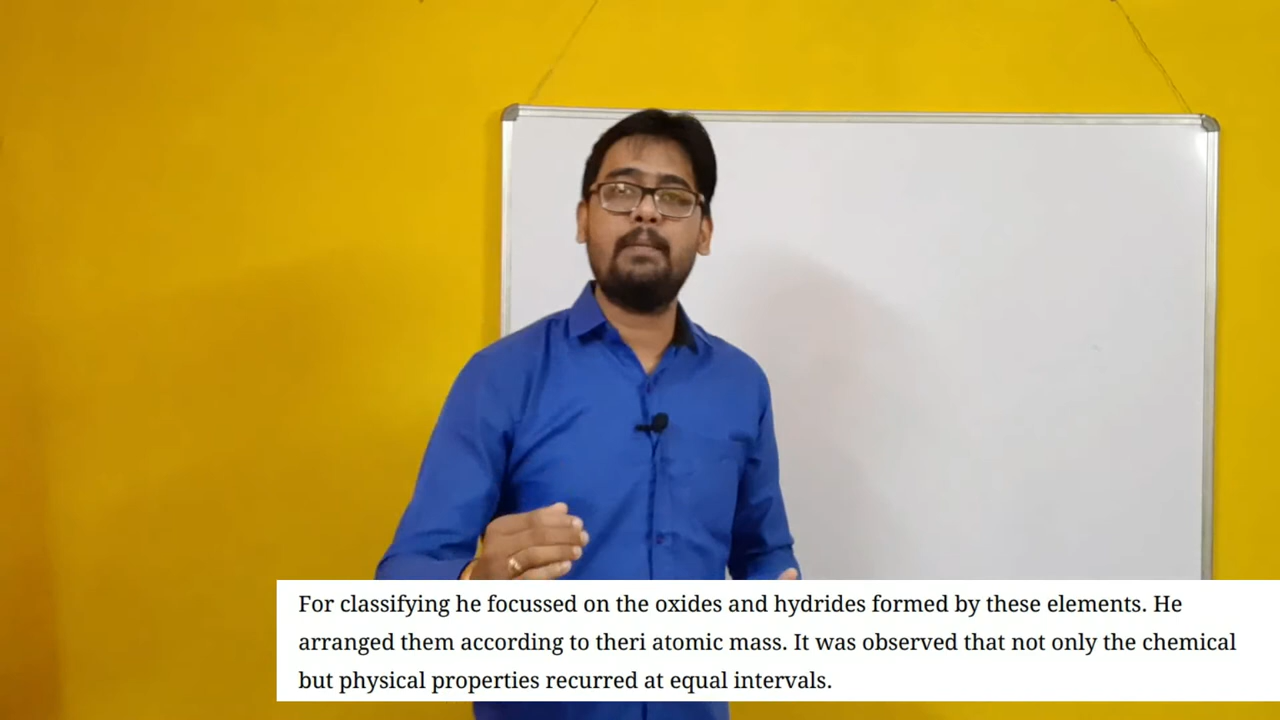 For classifying he focussed on the oxides and hydrides formed by these elements. He
arranged them according to theri atomic mass. It was observed that not only the chemical
but physical properties recurred at equal intervals.